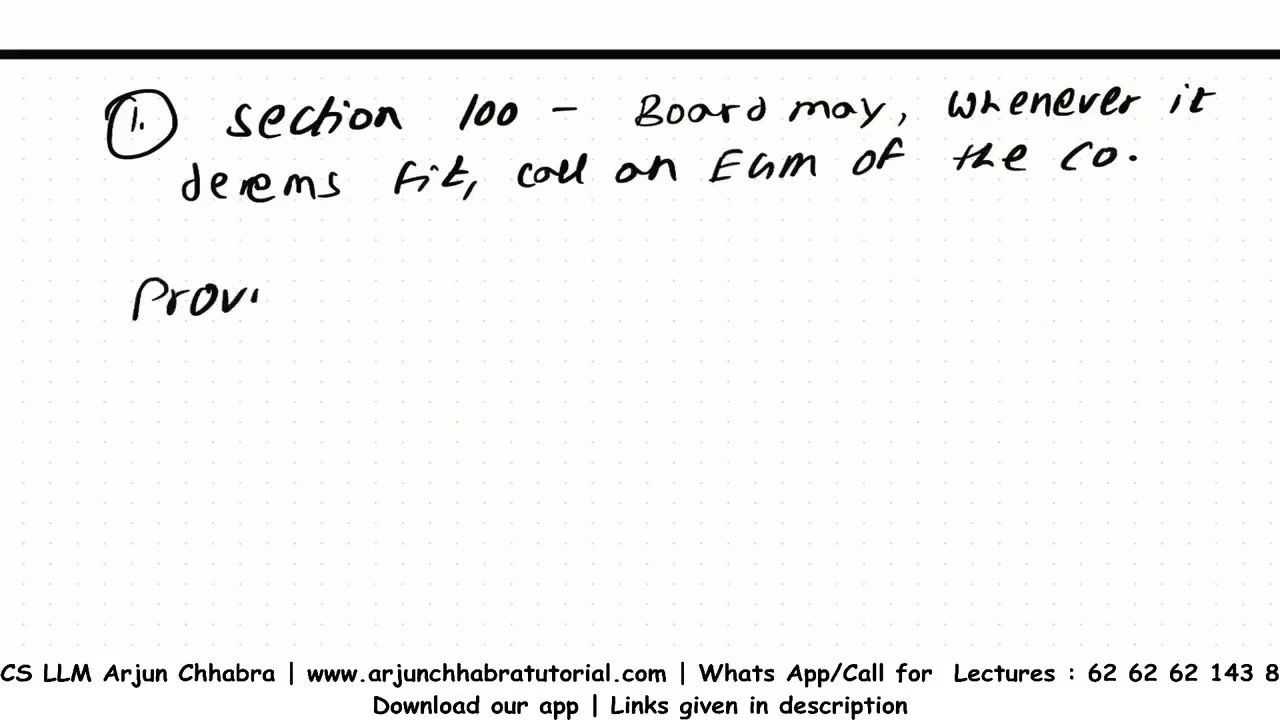 1. Section 100 - Board may, whenever it
deems fit, call an EGM of the Co.
Prov
CS LLM Arjun Chhabra | www.arjunchhabratutorial.com | Whats App/Call for Lectures : 62 62 62 143 8
Download our app | Links given in description